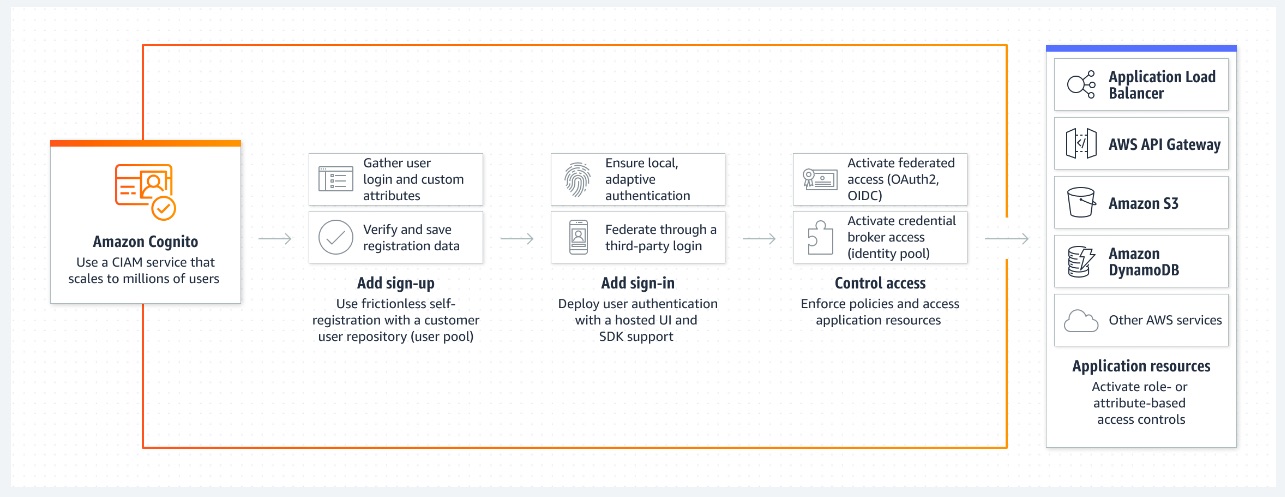 Amazon Cognito
Use a CIAM service that
scales to millions of users
Gather user
login and custom
attributes
Verify and save
registration data
Add sign-up
Use frictionless self-
registration with a customer
user repository (user pool)
Ensure local,
adaptive
authentication
Federate through a
third-party login
Add sign-in
Deploy user authentication
with a hosted UI and
SDK support
Activate federated
access (OAuth2,
OIDC)
Activate credential
broker access
(identity pool)
Control access
Enforce policies and access
application resources
Application Load
Balancer
AWS API Gateway
Amazon S3
Amazon
DynamoDB
Other AWS services
Application resources
Activate role- or
attribute-based
access controls